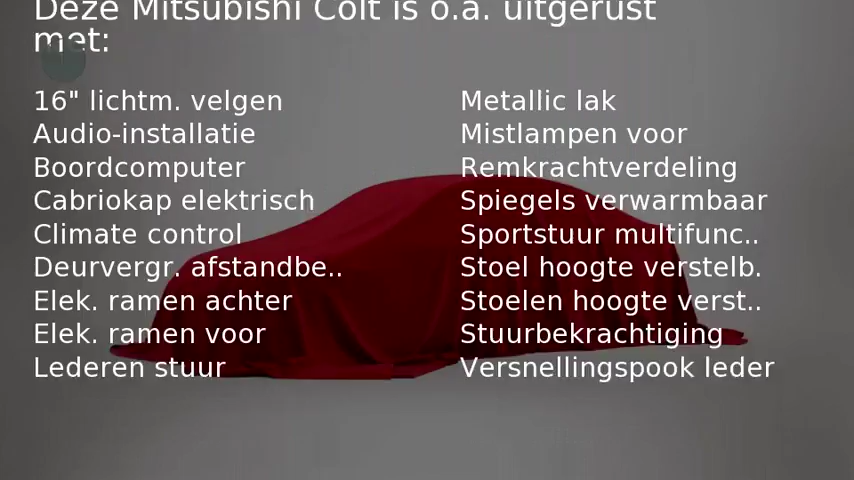 Deze Mitsubishi Colt is o.a. uitgerust
met:
16" lichtm. velgen
Audio-installatie
Boordcomputer
Cabriokap elektrisch
Climate control
Deurvergr. afstandbe..
Elek. ramen achter
Elek. ramen voor
Lederen stuur
Metallic lak
Mistlampen voor
Remkrachtverdeling
Spiegels verwarmbaar
Sportstuur multifunc..
Stoel hoogte verstelb.
Stoelen hoogte verst..
Stuurbekrachtiging
Versnellingspook leder